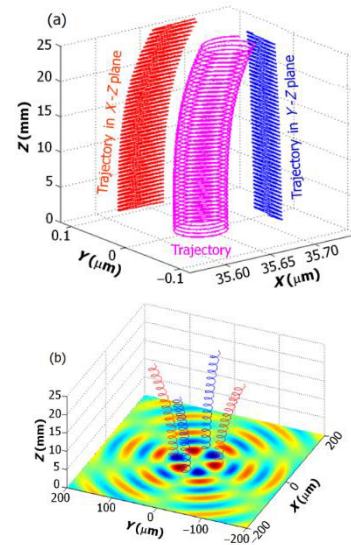 (a)
25
20
15
10
5
0
Z (mm)
Trajectory in X-Z plane
Trajectory in Y-Z plane
Trajectory
0.1
0
−0.1
Y (μm)
35.60
35.65
35.70
X (μm)
(b)
25
20
15
10
5
0
Z (mm)
200
100
0
−100
−200
Y (μm)
200
0
−200
X (μm)